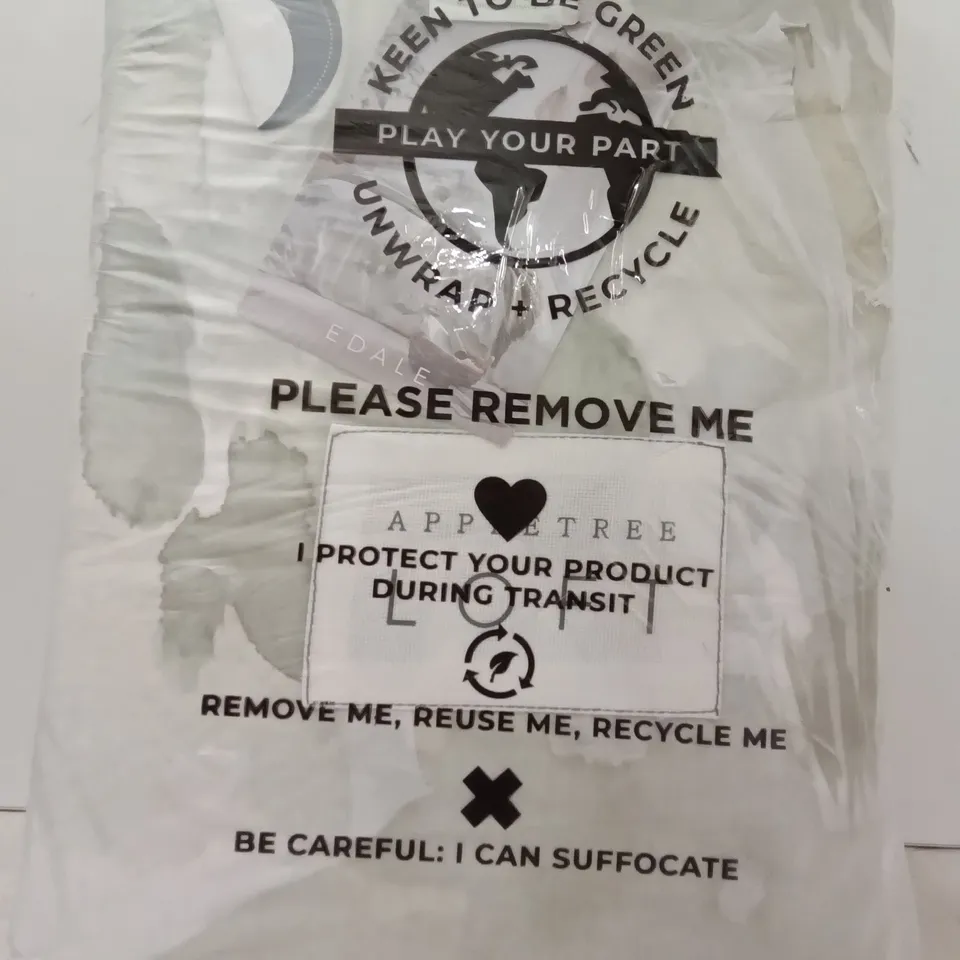 KEEN TO BE GREEN
PLAY YOUR PART
UNWRAP + RECYCLE
EDALE
PLEASE REMOVE ME
APPLETREE
LOFT
I PROTECT YOUR PRODUCT
DURING TRANSIT
REMOVE ME, REUSE ME, RECYCLE ME
BE CAREFUL: I CAN SUFFOCATE